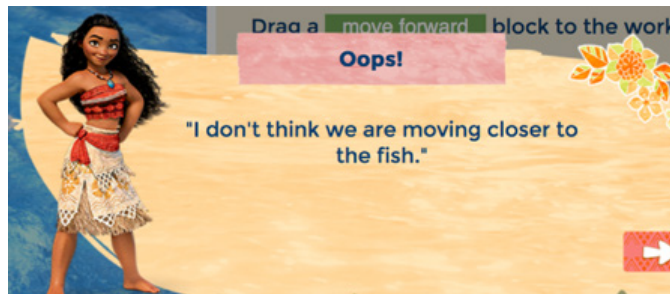 Drag a move forward block to the work
Oops!
"I don't think we are moving closer to
the fish."